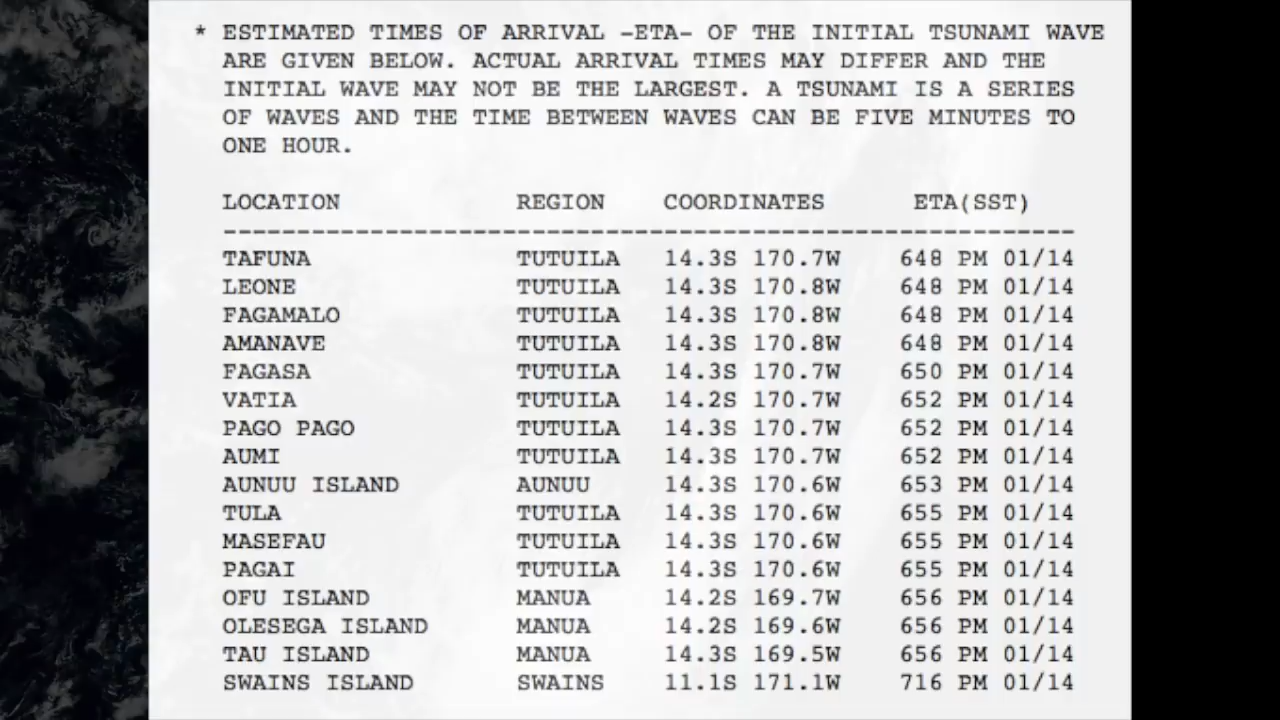 * ESTIMATED TIMES OF ARRIVAL -ETA- OF THE INITIAL TSUNAMI WAVE
ARE GIVEN BELOW. ACTUAL ARRIVAL TIMES MAY DIFFER AND THE
INITIAL WAVE MAY NOT BE THE LARGEST. A TSUNAMI IS A SERIES
OF WAVES AND THE TIME BETWEEN WAVES CAN BE FIVE MINUTES TO
ONE HOUR.
LOCATION REGION COORDINATES ETA(SST)
----------------------------------------------------------
TAFUNA TUTUILA 14.3S 170.7W 648 PM 01/14
LEONE TUTUILA 14.3S 170.8W 648 PM 01/14
FAGAMALO TUTUILA 14.3S 170.8W 648 PM 01/14
AMANAVE TUTUILA 14.3S 170.8W 648 PM 01/14
FAGASA TUTUILA 14.3S 170.7W 650 PM 01/14
VATIA TUTUILA 14.2S 170.7W 652 PM 01/14
PAGO PAGO TUTUILA 14.3S 170.7W 652 PM 01/14
AUMI TUTUILA 14.3S 170.7W 652 PM 01/14
AUNUU ISLAND AUNUU 14.3S 170.6W 653 PM 01/14
TULA TUTUILA 14.3S 170.6W 655 PM 01/14
MASEFAU TUTUILA 14.3S 170.6W 655 PM 01/14
PAGAI TUTUILA 14.3S 170.6W 655 PM 01/14
OFU ISLAND MANUA 14.2S 169.7W 656 PM 01/14
OLESEGA ISLAND MANUA 14.2S 169.6W 656 PM 01/14
TAU ISLAND MANUA 14.3S 169.5W 656 PM 01/14
SWAINS ISLAND SWAINS 11.1S 171.1W 716 PM 01/14